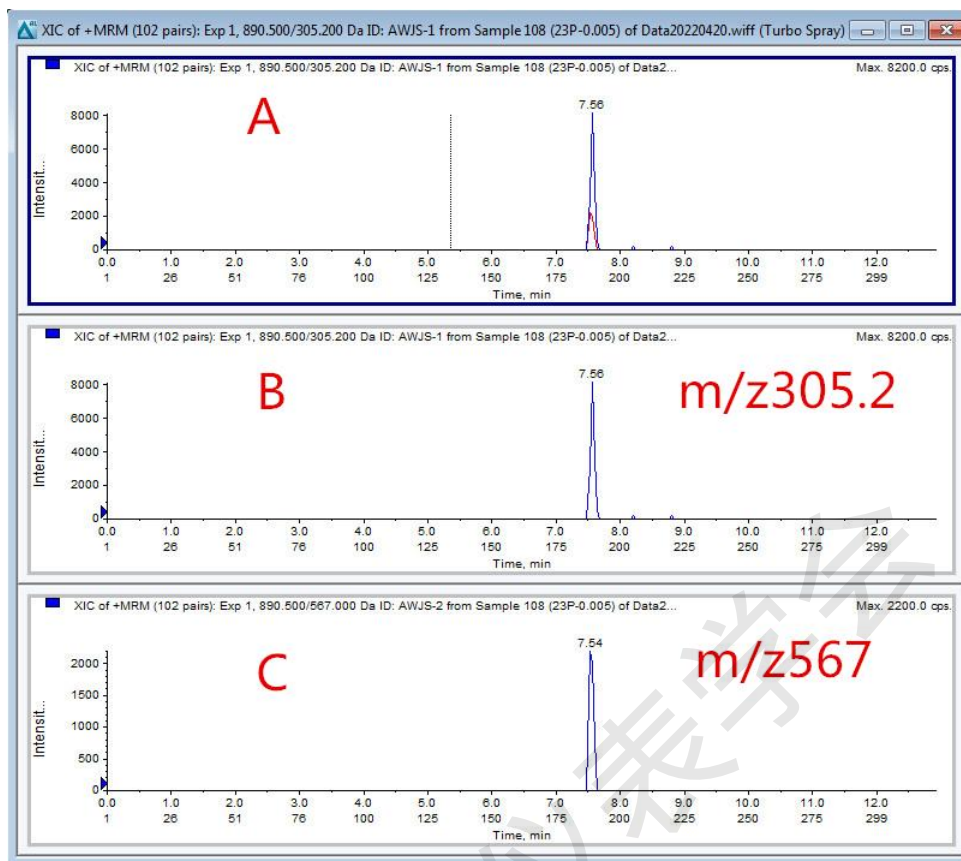 XIC of +MRM (102 pairs): Exp 1, 890.500/305.200 Da ID: AWJS-1 from Sample 108 (23P-0.005) of Data20220420.wiff (Turbo Spray)
XIC of +MRM (102 pairs): Exp 1, 890.500/305.200 Da ID: AWJS-1 from Sample 108 (23P-0.005) of Data2... Max. 8200.0 cps.
A
7.56
8000
6000
4000
2000
0
Intensit...
0.0 1.0 2.0 3.0 4.0 5.0 6.0 7.0 8.0 9.0 10.0 11.0 12.0
1 26 51 76 100 125 150 175 200 225 250 275 299
Time, min
XIC of +MRM (102 pairs): Exp 1, 890.500/305.200 Da ID: AWJS-1 from Sample 108 (23P-0.005) of Data2... Max. 8200.0 cps.
B
7.56
m/z305.2
8000
6000
4000
2000
0
Intensit...
0.0 1.0 2.0 3.0 4.0 5.0 6.0 7.0 8.0 9.0 10.0 11.0 12.0
1 26 51 76 100 125 150 175 200 225 250 275 299
Time, min
XIC of +MRM (102 pairs): Exp 1, 890.500/567.000 Da ID: AWJS-2 from Sample 108 (23P-0.005) of Data2... Max. 2200.0 cps.
C
7.54
m/z567
2000
1500
1000
500
0
Intensit...
0.0 1.0 2.0 3.0 4.0 5.0 6.0 7.0 8.0 9.0 10.0 11.0 12.0
1 26 51 76 100 125 150 175 200 225 250 275 299
Time, min
表学会